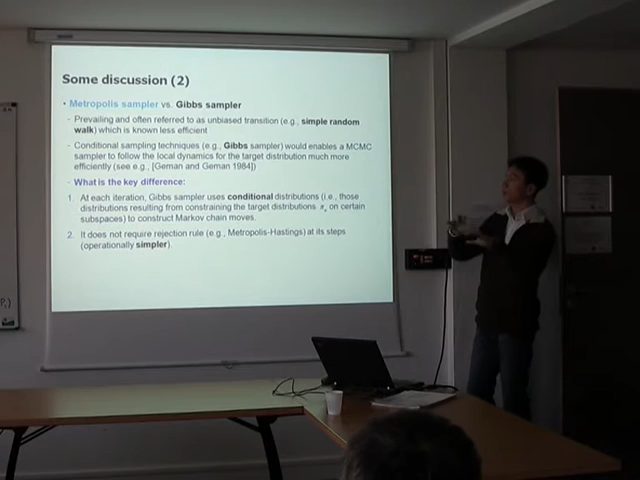 Some discussion (2)
• Metropolis sampler vs. Gibbs sampler
- Prevailing and often referred to as unbiased transition (e.g., simple random
walk) which is known less efficient
- Conditional sampling techniques (e.g., Gibbs sampler) would enables a MCMC
sampler to follow the local dynamics for the target distribution much more
efficiently (see e.g., [Geman and Geman 1984])
- What is the key difference:
1. At each iteration, Gibbs sampler uses conditional distributions (i.e., those
distributions resulting from constraining the target distributions on certain
subspaces) to construct Markov chain moves.
2. It does not require rejection rule (e.g., Metropolis-Hastings) at its steps
(operationally simpler).